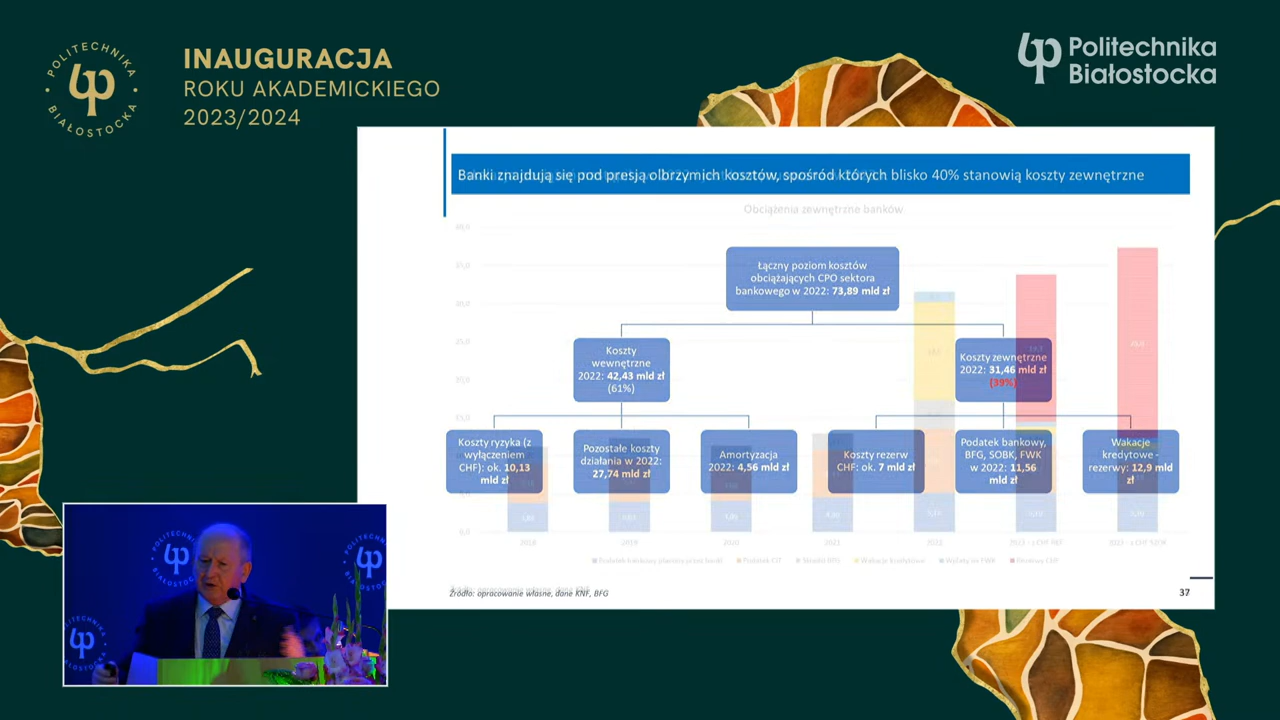 POLITECHNIKA
BIAŁOSTOCKA
INAUGURACJA
ROKU AKADEMICKIEGO
2023/2024
Politechnika
Białostocka
Banki znajdują się pod presją olbrzymich kosztów, spośród których blisko 40% stanowią koszty zewnętrzne
Obciążenia zewnętrzne banków
Łączny poziom kosztów
obciążających CPO sektora
bankowego w 2022: 73,89 mld zł
Koszty
wewnętrzne
2022: 42,43 mld zł
(61%)
Koszty zewnętrzne
2022: 31,46 mld zł
(39%)
Koszty ryzyka (z
wyłączeniem
CHF): ok. 10,13
mld zł
Pozostałe koszty
działania w 2022:
27,74 mld zł
Amortyzacja
2022: 4,56 mld zł
Koszty rezerw
CHF: ok. 7 mld zł
Podatek bankowy,
BFG, SOBK, FWK
w 2022: 11,56
mld zł
Wakacje
kredytowe -
rezerwy: 12,9 mld
zł
Źródło: opracowanie własne, dane KNF, BFG
37
POLITECHNIKA
BIAŁOSTOCKA